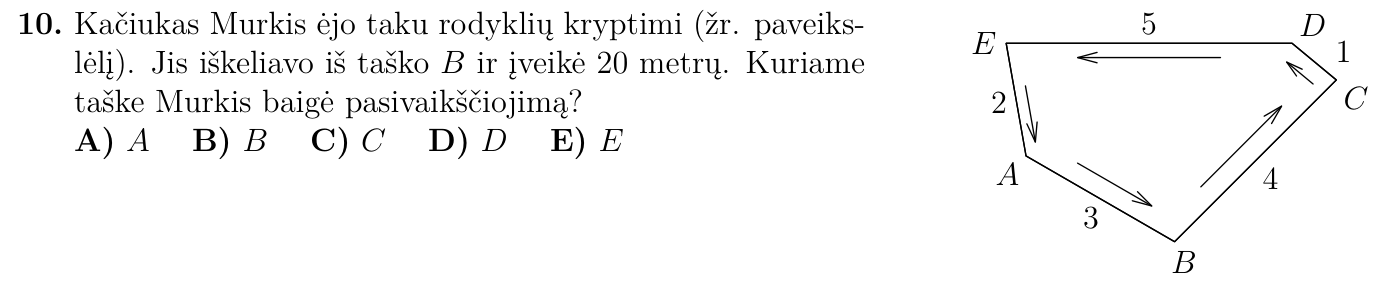 10. Kačiukas Murkis ėjo taku rodyklių kryptimi (žr. paveiks-
lėlį). Jis iškeliavo iš taško B ir įveikė 20 metrų. Kuriame
taške Murkis baigė pasivaikščiojimą?
A) A B) B C) C D) D E) E
5
D
E
1
C
2
A
4
3
B